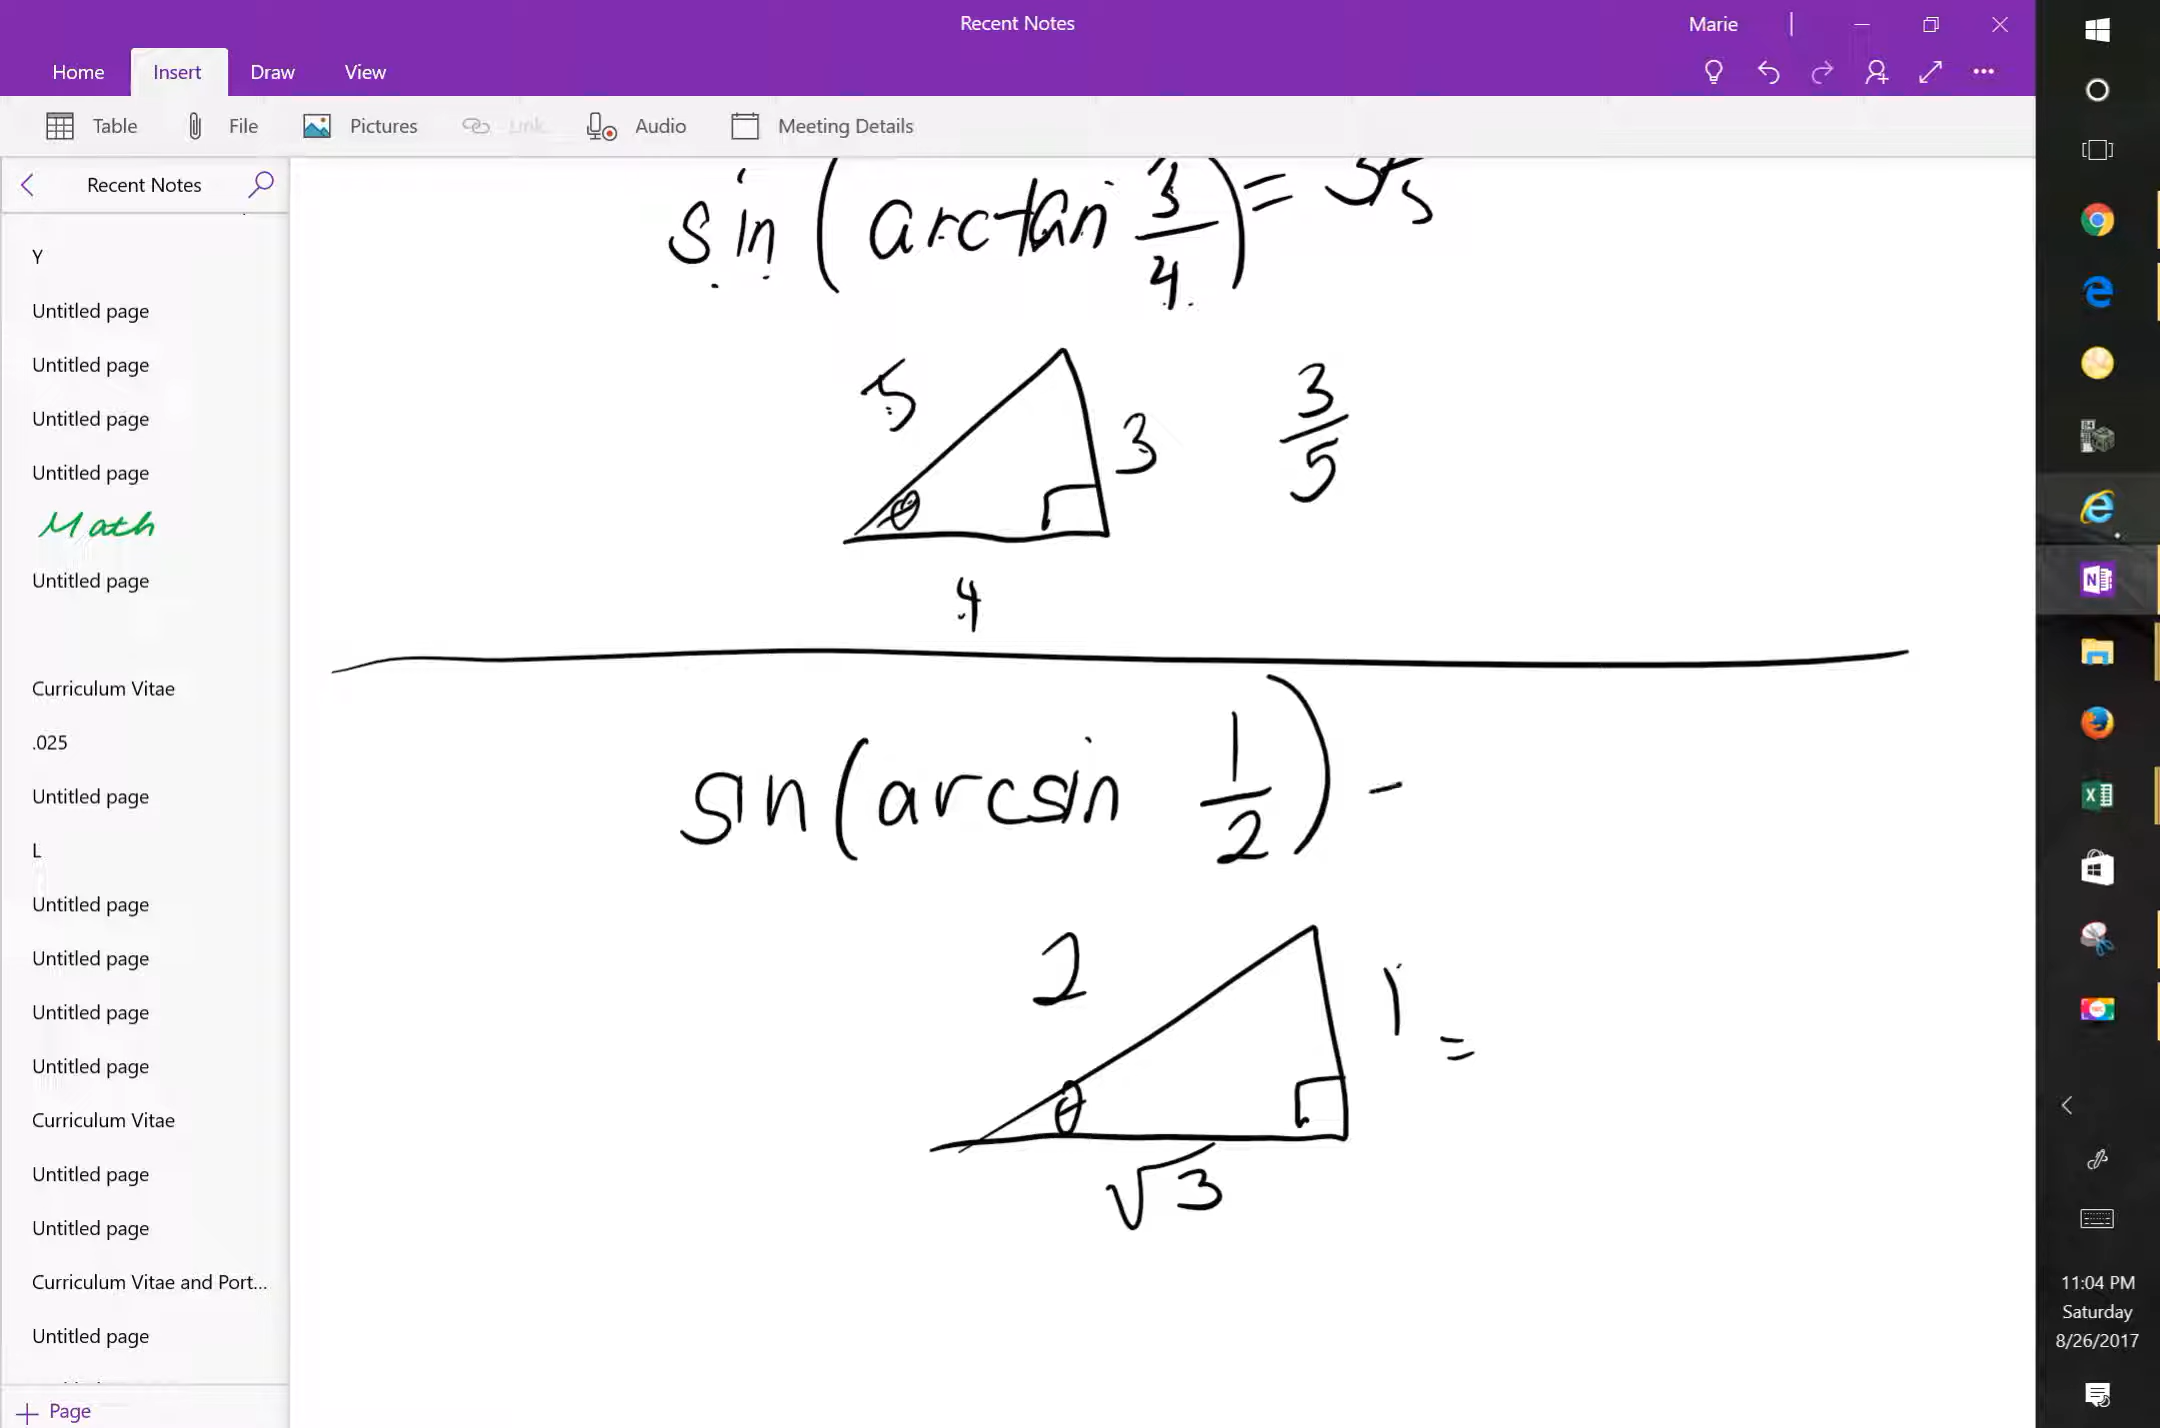 Recent Notes
Marie
Home Insert Draw View
Table File Pictures Link Audio Meeting Details
Recent Notes
Y
Untitled page
Untitled page
Untitled page
Untitled page
Math
Untitled page
Curriculum Vitae
.025
Untitled page
L
Untitled page
Untitled page
Untitled page
Untitled page
Curriculum Vitae
Untitled page
Untitled page
Curriculum Vitae and Port...
Untitled page
Page
sin ( arctan 3/4 ) =
5
3
3/5
θ
4
sin ( arcsin 1/2 ) -
2
1
=
θ
√3
11:04 PM
Saturday
8/26/2017